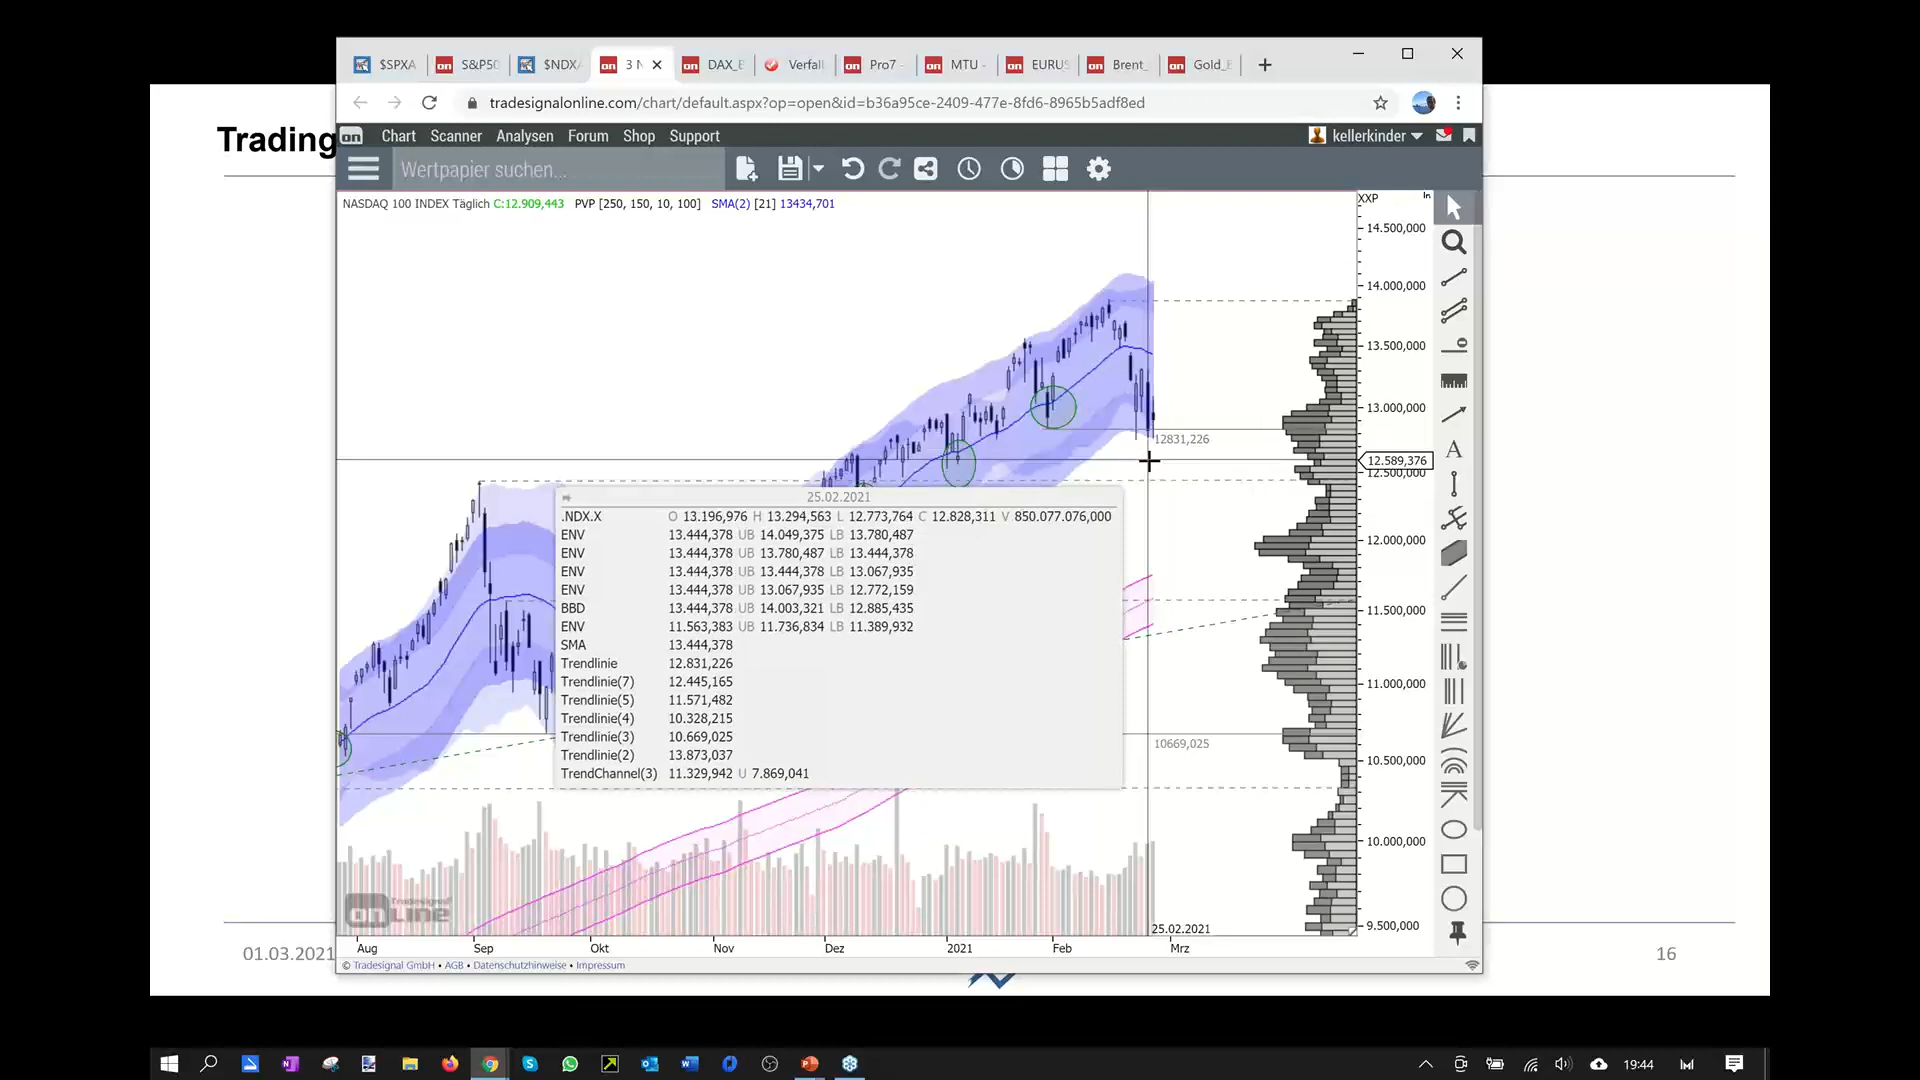 $SPXA
S&P50
$NDX
3 N
DAX_E
Verfall
Pro7 -
MTU -
EURUS
Brent_
Gold_E
tradesignalonline.com/chart/default.aspx?op=open&id=b36a95ce-2409-477e-8fd6-8965b5adf8ed
Trading
on Chart Scanner Analysen Forum Shop Support kellerkinder
Wertpapier suchen...
NASDAQ 100 INDEX Täglich C:12.909,443 PVP [250, 150, 10, 100] SMA(2) [21] 13434,701
XXP
ln
14.500,000
14.000,000
13.500,000
13.000,000
12831,226
12.589,376
12.500,000
25.02.2021
.NDX.X O 13.196,976 H 13.294,563 L 12.773,764 C 12.828,311 V 850.077.076,000
ENV 13.444,378 UB 14.049,375 LB 13.780,487
ENV 13.444,378 UB 13.780,487 LB 13.444,378
ENV 13.444,378 UB 13.444,378 LB 13.067,935
ENV 13.444,378 UB 13.067,935 LB 12.772,159
BBD 13.444,378 UB 14.003,321 LB 12.885,435
ENV 11.563,383 UB 11.736,834 LB 11.389,932
SMA 13.444,378
Trendlinie 12.831,226
Trendlinie(7) 12.445,165
Trendlinie(5) 11.571,482
Trendlinie(4) 10.328,215
Trendlinie(3) 10.669,025
Trendlinie(2) 13.873,037
TrendChannel(3) 11.329,942 U 7.869,041
12.000,000
11.500,000
11.000,000
10669,025
10.500,000
10.000,000
9.500,000
Tradesignal
onLine
25.02.2021
Aug Sep Okt Nov Dez 2021 Feb Mrz
© Tradesignal GmbH • AGB • Datenschutzhinweise • Impressum
01.03.2021
16
19:44